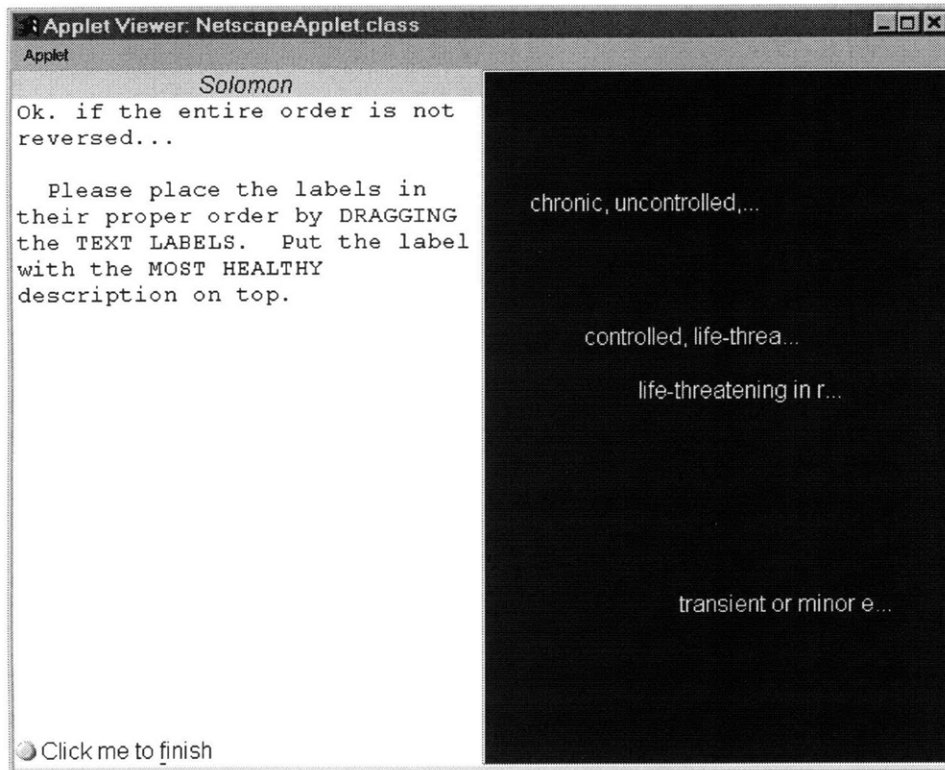 Applet Viewer: NetscapeApplet.class
Applet
Solomon
Ok. if the entire order is not
reversed...
Please place the labels in
their proper order by DRAGGING
the TEXT LABELS.  Put the label
with the MOST HEALTHY
description on top.
Click me to finish
chronic, uncontrolled,...
controlled, life-threa...
life-threatening in r...
transient or minor e...